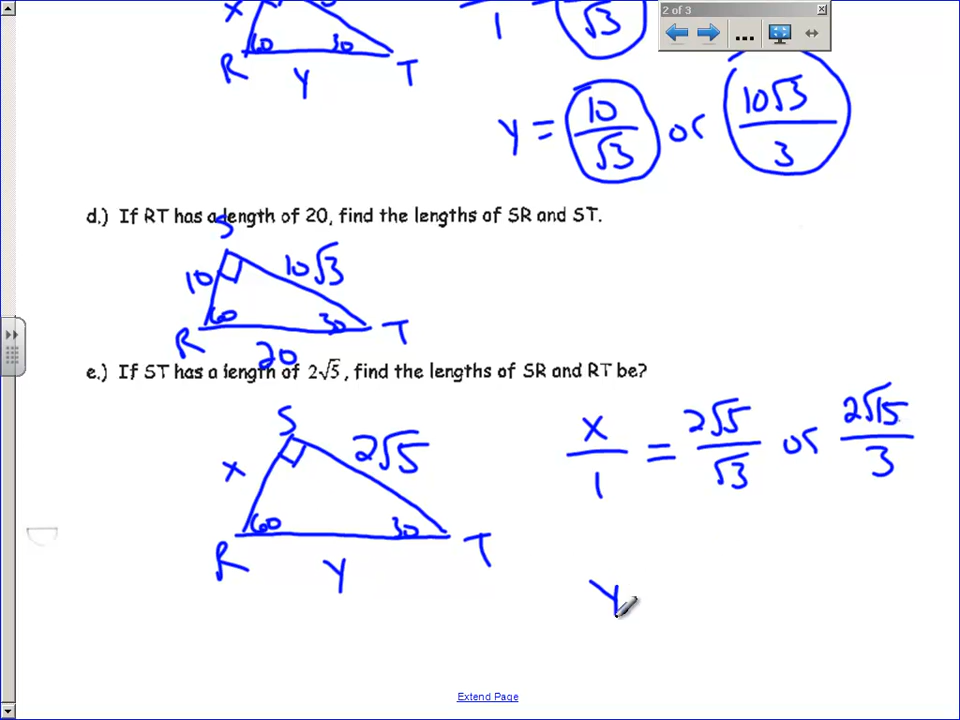 2 of 3
X
60 30
R Y T
1 √3
y = 10/√3 or 10√3/3
d.) If RT has a length of 20, find the lengths of SR and ST.
S
10 10√3
60 30
R 20 T
e.) If ST has a length of 2√5, find the lengths of SR and RT be?
S
x 2√5
60 30
R Y T
x/1 = 2√5/√3 or 2√15/3
y
Extend Page